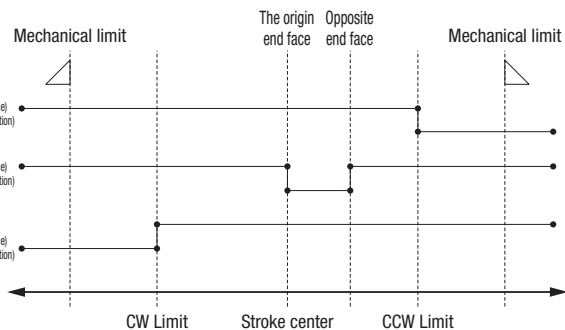 The origin
end face
Opposite
end face
Mechanical limit
Mechanical limit
CW Limit
Stroke center
CCW Limit